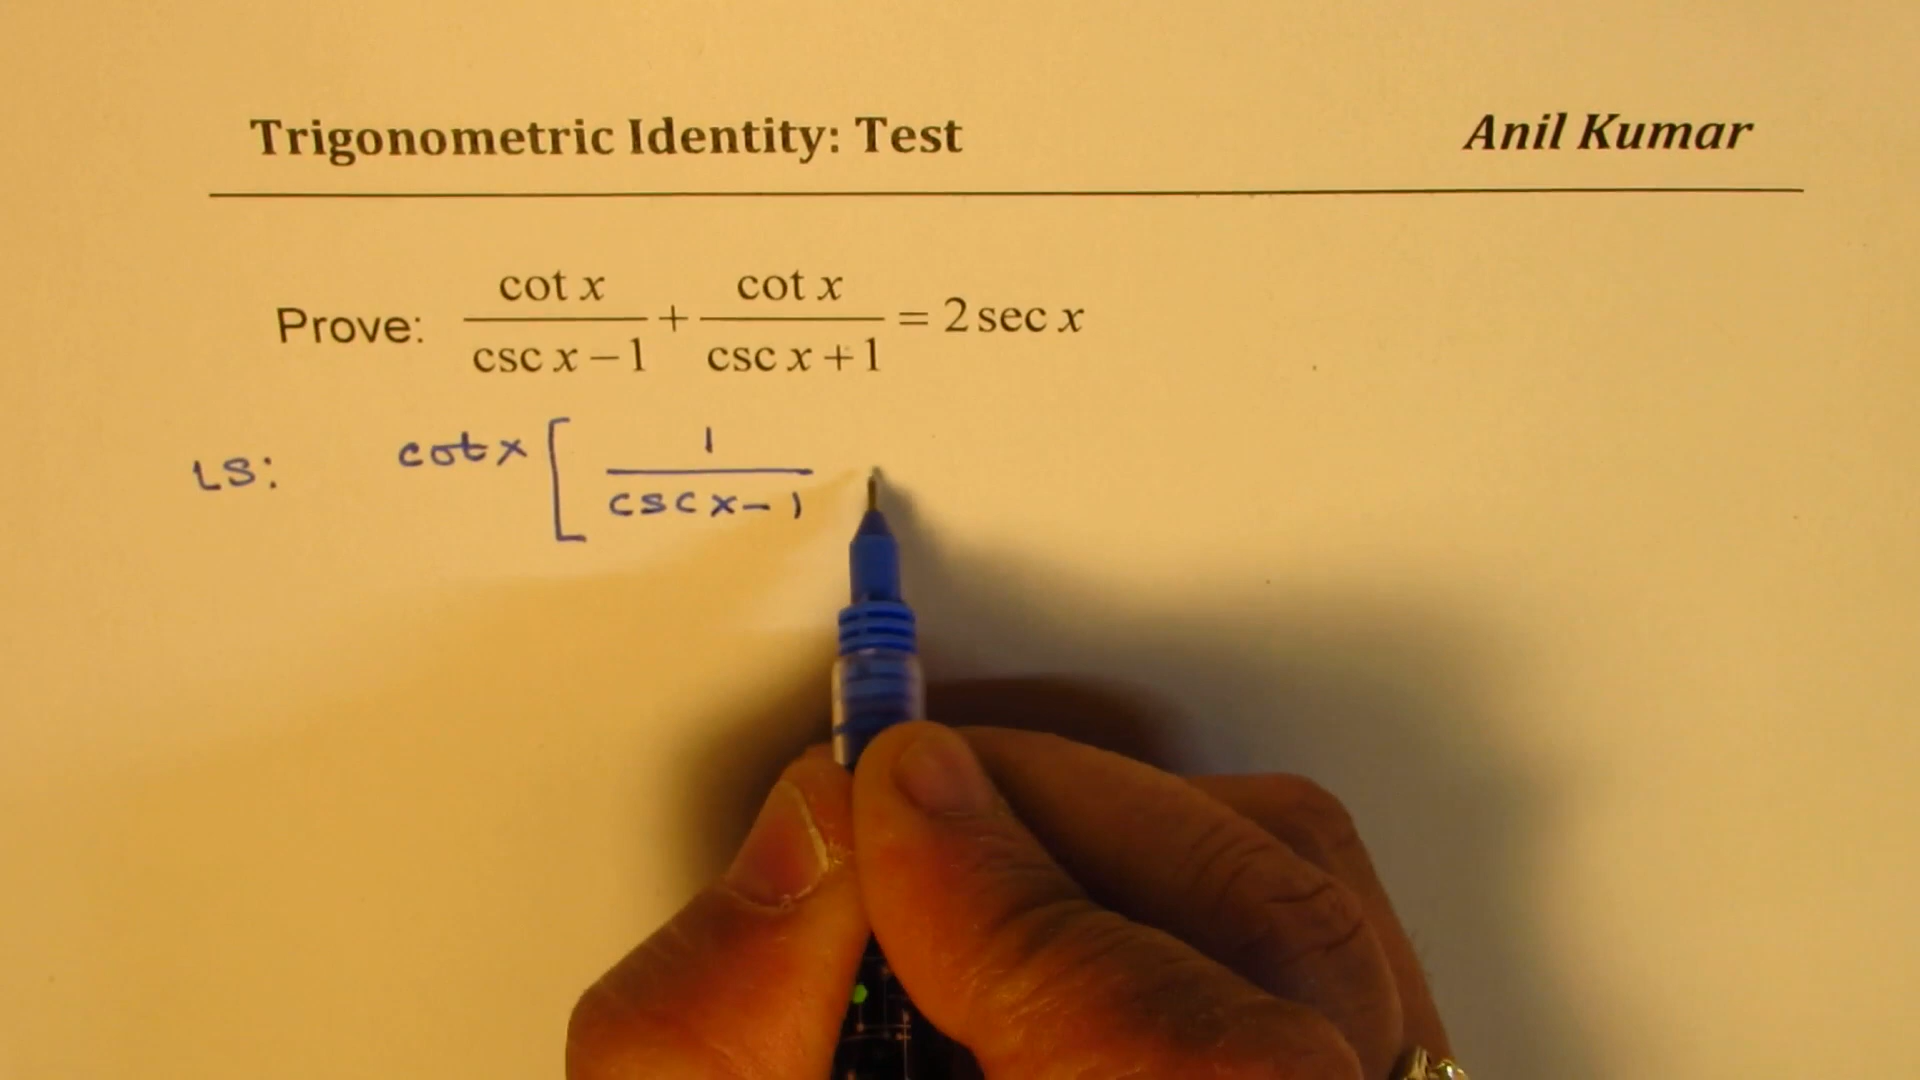 Trigonometric Identity: Test Anil Kumar
Prove: cot x / (csc x − 1) + cot x / (csc x + 1) = 2 sec x
LS: cot x [ 1 / (csc x − 1)